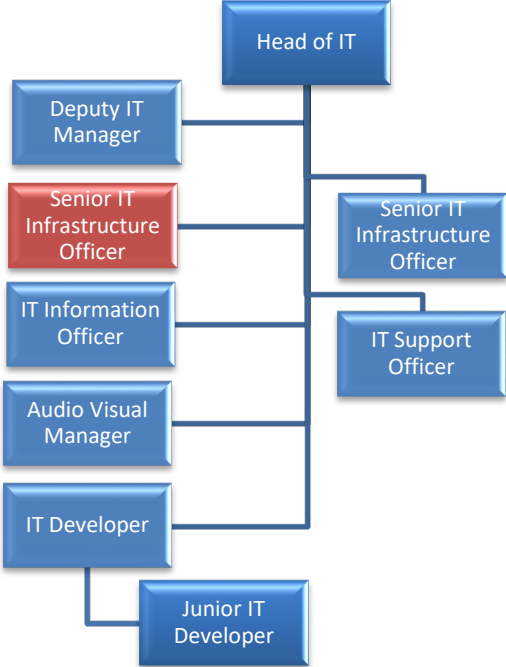 Head of IT
Deputy IT
Manager
Senior IT
Infrastructure
Officer
Senior IT
Infrastructure
Officer
IT Information
Officer
IT Support
Officer
Audio Visual
Manager
IT Developer
Junior IT
Developer